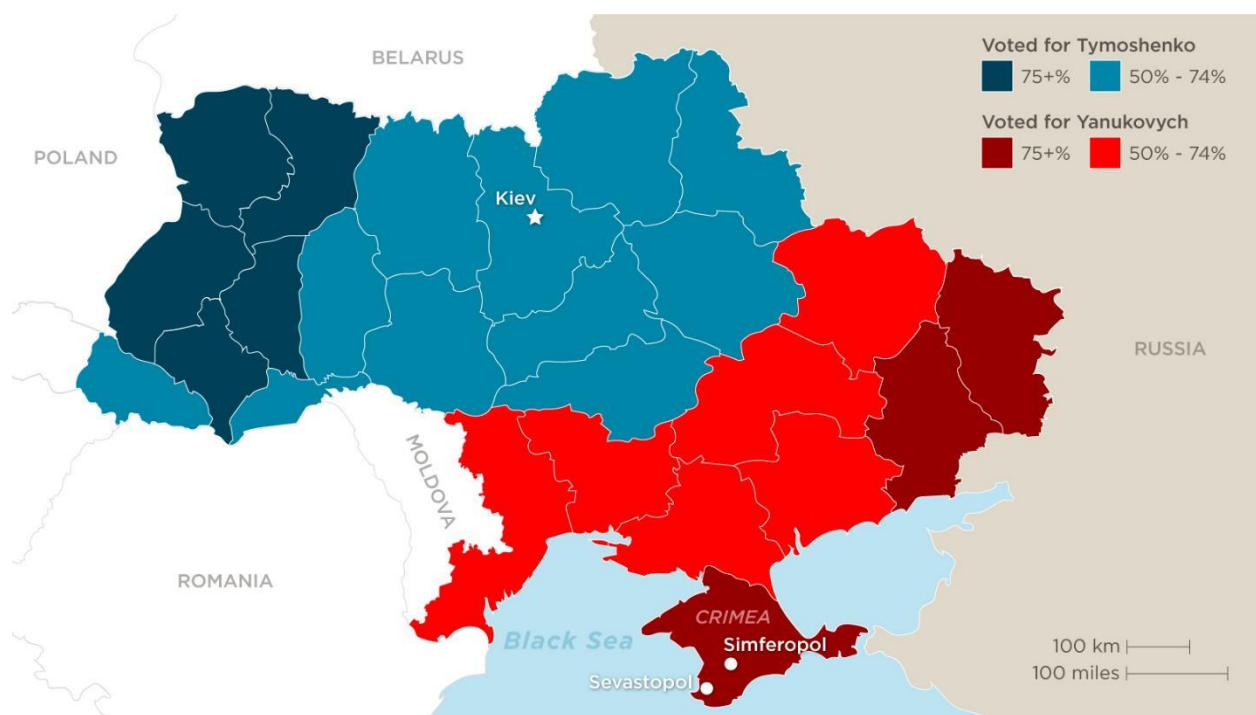 BELARUS
POLAND
Kiev
Voted for Tymoshenko
75+% 50% - 74%
Voted for Yanukovych
75+% 50% - 74%
RUSSIA
MOLDOVA
ROMANIA
Black Sea
CRIMEA
Simferopol
Sevastopol
100 km
100 miles